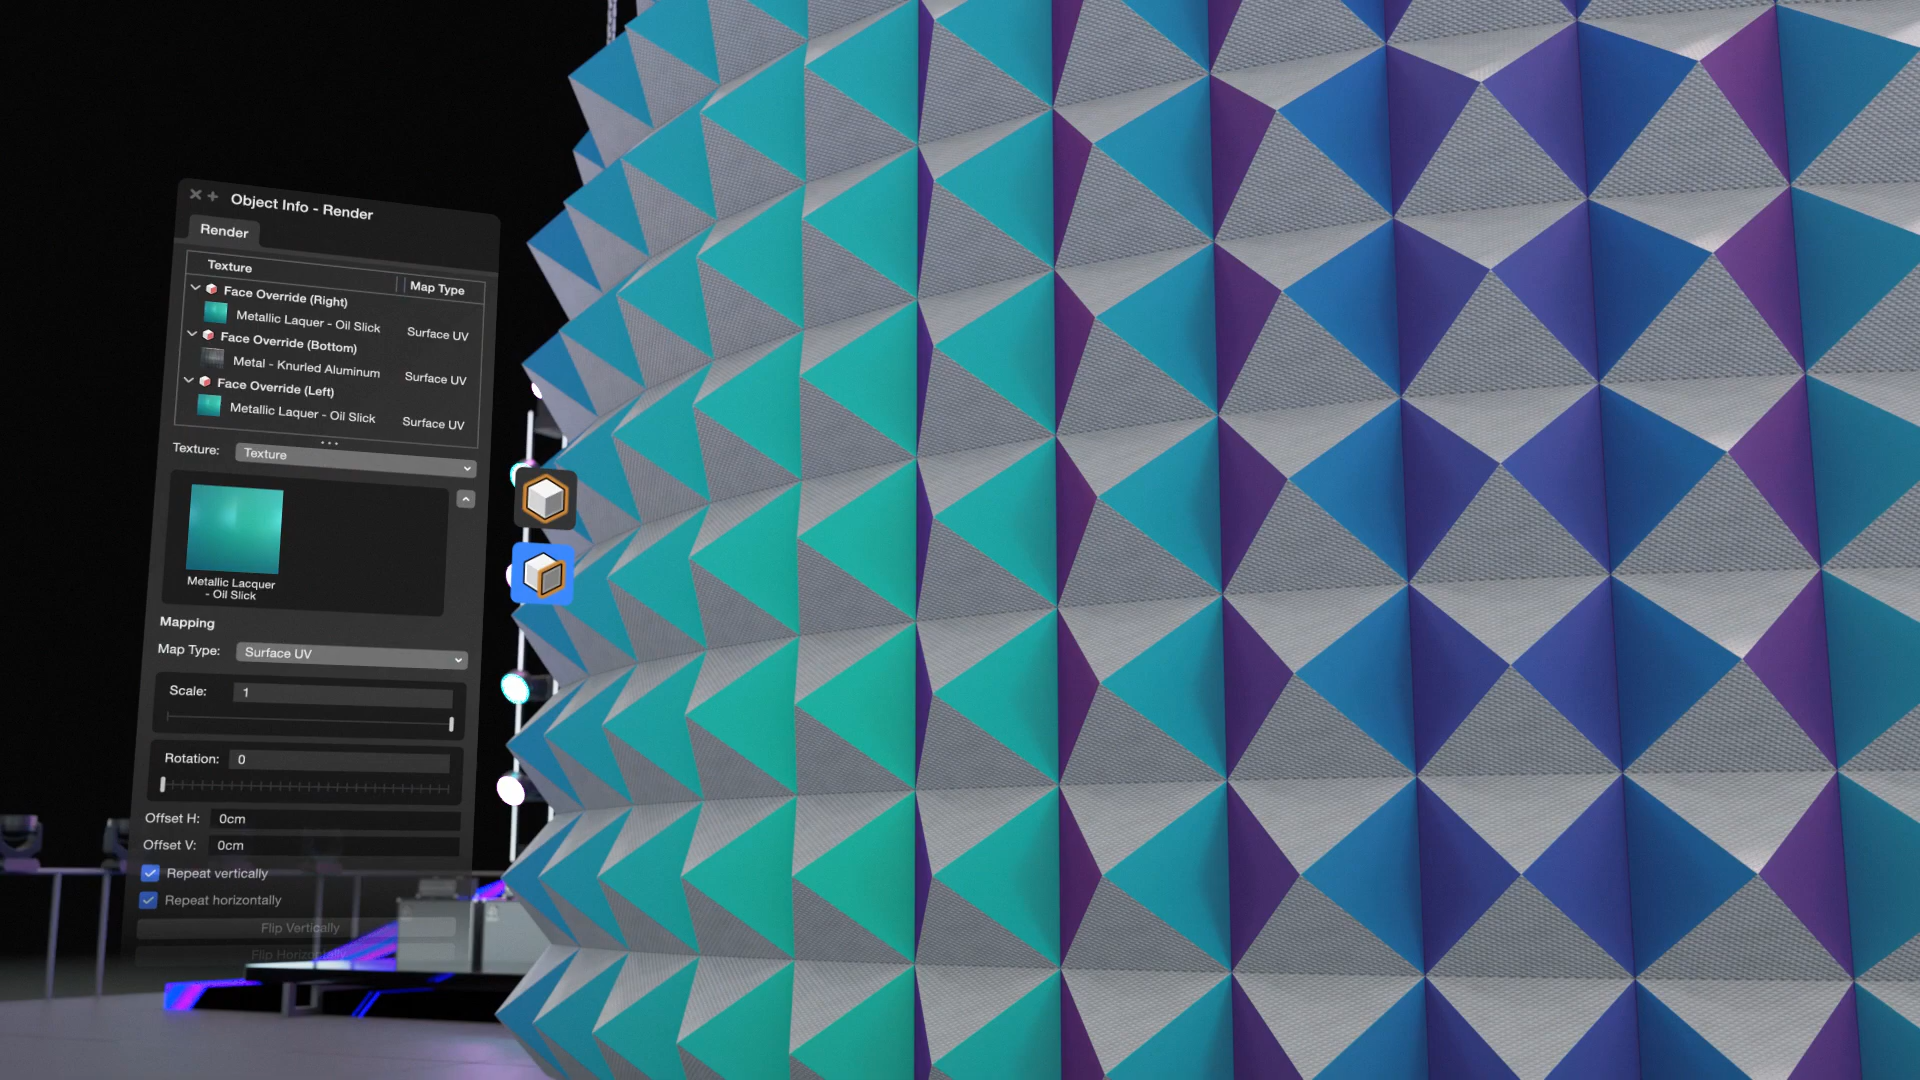 Object Info - Render
Render
Texture
Map Type
Face Override (Right)
Metallic Laquer - Oil Slick
Surface UV
Face Override (Bottom)
Metal - Knurled Aluminum
Surface UV
Face Override (Left)
Metallic Laquer - Oil Slick
Surface UV
Texture:
Texture
Metallic Lacquer
- Oil Slick
Mapping
Map Type:
Surface UV
Scale:
1
Rotation:
0
Offset H:
0cm
Offset V:
0cm
Repeat vertically
Repeat horizontally
Flip Vertically
Flip Horizontally